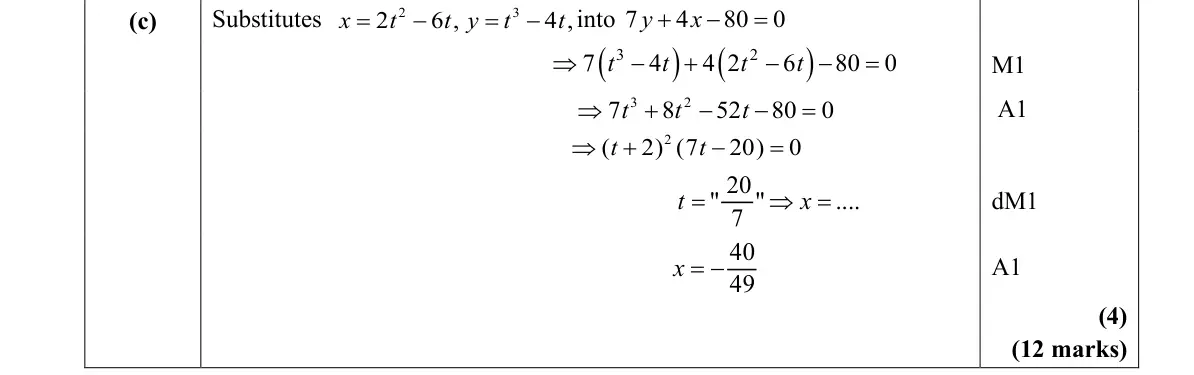 (c) Substitutes x = 2t² − 6t, y = t³ − 4t, into 7y + 4x − 80 = 0
⇒ 7(t³ − 4t) + 4(2t² − 6t) − 80 = 0 M1
⇒ 7t³ + 8t² − 52t − 80 = 0 A1
⇒ (t + 2)² (7t − 20) = 0
t = "20/7" ⇒ x = .... dM1
x = −40/49 A1
(4)
(12 marks)